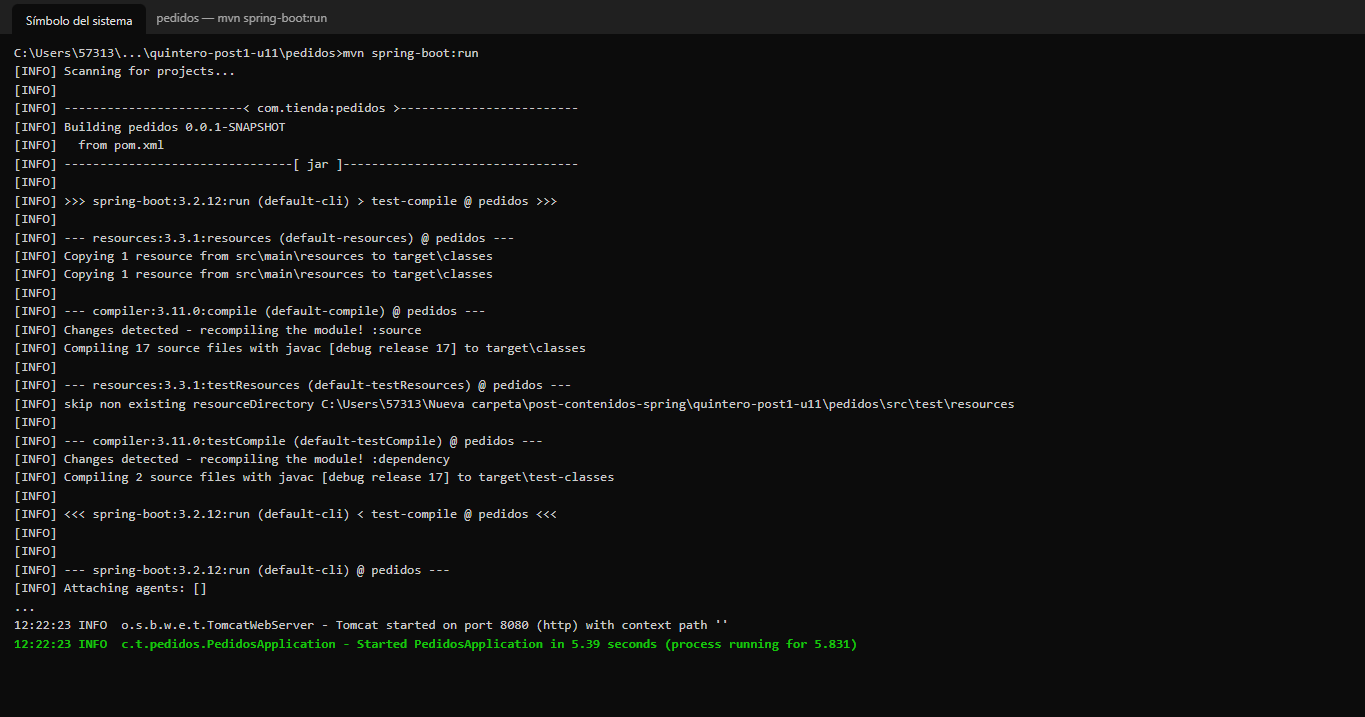 Símbolo del sistema
pedidos — mvn spring-boot:run
C:\Users\57313\...\quintero-post1-u11\pedidos>mvn spring-boot:run
[INFO] Scanning for projects...
[INFO]
[INFO] -------------------------< com.tienda:pedidos >-------------------------
[INFO] Building pedidos 0.0.1-SNAPSHOT
[INFO]   from pom.xml
[INFO] --------------------------------[ jar ]---------------------------------
[INFO]
[INFO] >>> spring-boot:3.2.12:run (default-cli) > test-compile @ pedidos >>>
[INFO]
[INFO] --- resources:3.3.1:resources (default-resources) @ pedidos ---
[INFO] Copying 1 resource from src\main\resources to target\classes
[INFO] Copying 1 resource from src\main\resources to target\classes
[INFO]
[INFO] --- compiler:3.11.0:compile (default-compile) @ pedidos ---
[INFO] Changes detected - recompiling the module! :source
[INFO] Compiling 17 source files with javac [debug release 17] to target\classes
[INFO]
[INFO] --- resources:3.3.1:testResources (default-testResources) @ pedidos ---
[INFO] skip non existing resourceDirectory C:\Users\57313\Nueva carpeta\post-contenidos-spring\quintero-post1-u11\pedidos\src\test\resources
[INFO]
[INFO] --- compiler:3.11.0:testCompile (default-testCompile) @ pedidos ---
[INFO] Changes detected - recompiling the module! :dependency
[INFO] Compiling 2 source files with javac [debug release 17] to target\test-classes
[INFO]
[INFO] <<< spring-boot:3.2.12:run (default-cli) < test-compile @ pedidos <<<
[INFO]
[INFO]
[INFO] --- spring-boot:3.2.12:run (default-cli) @ pedidos ---
[INFO] Attaching agents: []
...
12:22:23 INFO  o.s.b.w.e.t.TomcatWebServer - Tomcat started on port 8080 (http) with context path ''
12:22:23 INFO  c.t.pedidos.PedidosApplication - Started PedidosApplication in 5.39 seconds (process running for 5.831)